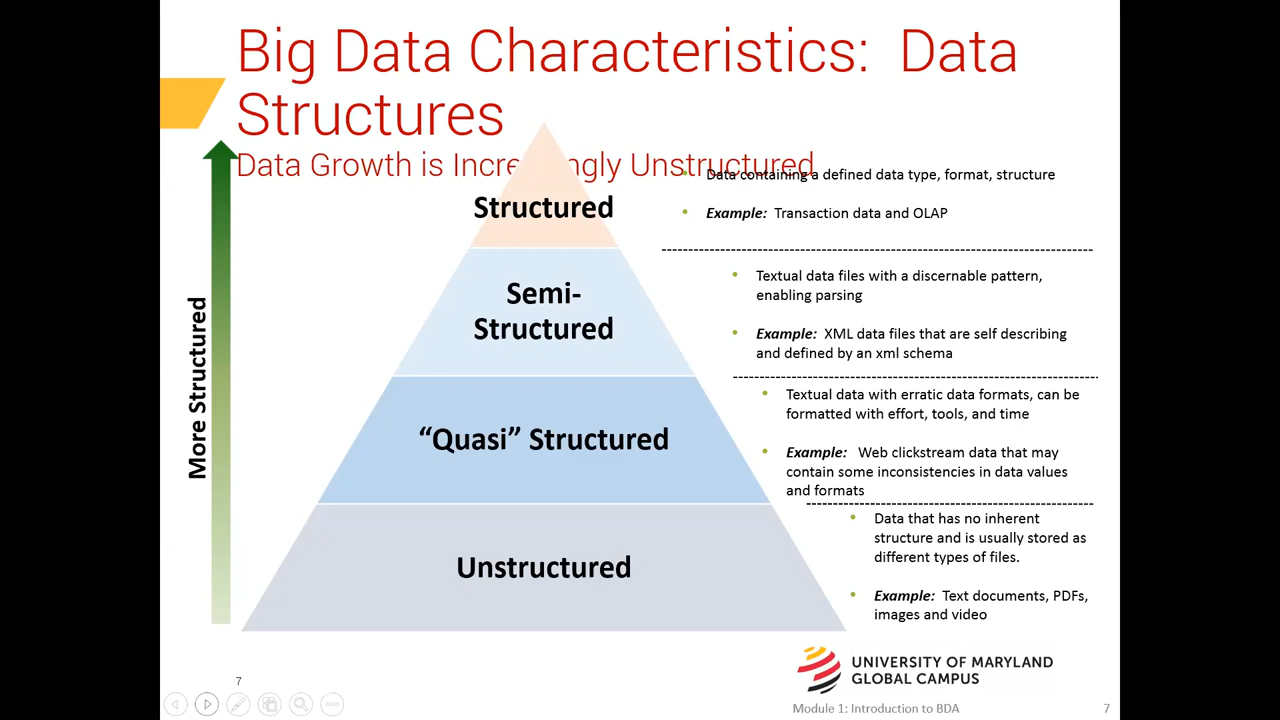 Big Data Characteristics:  Data
Structures
Data Growth is Increasingly Unstructured
More Structured
Structured
Data containing a defined data type, format, structure
Example:  Transaction data and OLAP
Semi-
Structured
Textual data files with a discernable pattern,
enabling parsing
Example:  XML data files that are self describing
and defined by an xml schema
“Quasi” Structured
Textual data with erratic data formats, can be
formatted with effort, tools, and time
Example:   Web clickstream data that may
contain some inconsistencies in data values
and formats
Unstructured
Data that has no inherent
structure and is usually stored as
different types of files.
Example:  Text documents, PDFs,
images and video
7
UNIVERSITY OF MARYLAND
GLOBAL CAMPUS
Module 1: Introduction to BDA
7